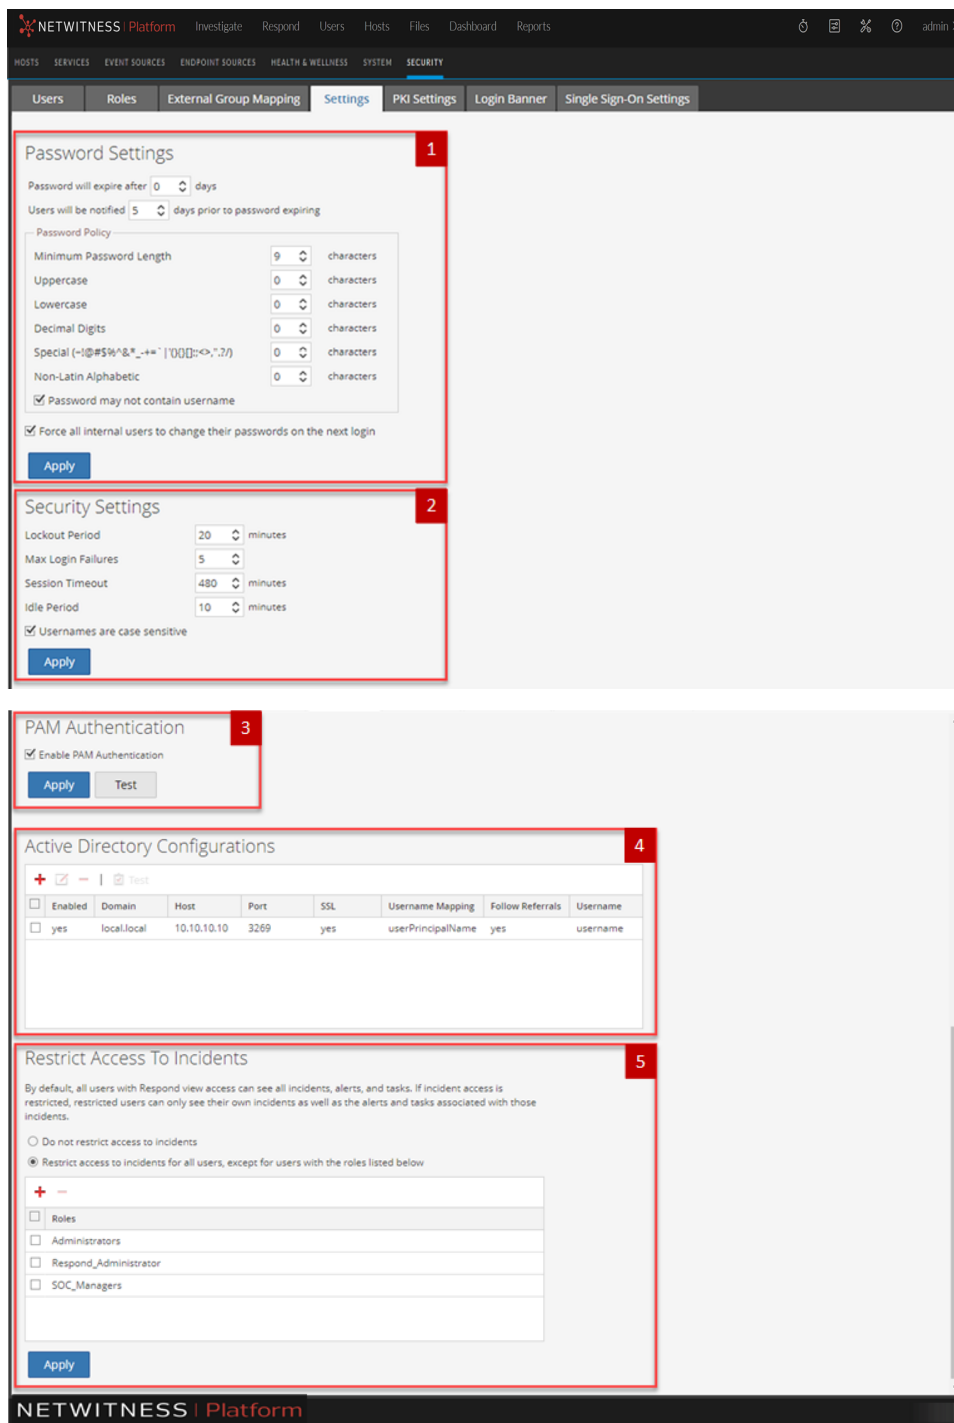 NETWITNESS | Platform Investigate Respond Users Hosts Files Dashboard Reports admin
HOSTS SERVICES EVENT SOURCES ENDPOINT SOURCES HEALTH & WELLNESS SYSTEM SECURITY
Users Roles External Group Mapping Settings PKI Settings Login Banner Single Sign-On Settings
1
Password Settings
Password will expire after 0 days
Users will be notified 5 days prior to password expiring
Password Policy
Minimum Password Length 9 characters
Uppercase 0 characters
Lowercase 0 characters
Decimal Digits 0 characters
Special (~!@#$%^&*_-+=`|'(){}[]:;<>,".?/) 0 characters
Non-Latin Alphabetic 0 characters
Password may not contain username
Force all internal users to change their passwords on the next login
Apply
2
Security Settings
Lockout Period 20 minutes
Max Login Failures 5
Session Timeout 480 minutes
Idle Period 10 minutes
Usernames are case sensitive
Apply
3
PAM Authentication
Enable PAM Authentication
Apply Test
4
Active Directory Configurations
Test
Enabled Domain Host Port SSL Username Mapping Follow Referrals Username
yes local.local 10.10.10.10 3269 yes userPrincipalName yes username
5
Restrict Access To Incidents
By default, all users with Respond view access can see all incidents, alerts, and tasks. If incident access is
restricted, restricted users can only see their own incidents as well as the alerts and tasks associated with those
incidents.
Do not restrict access to incidents
Restrict access to incidents for all users, except for users with the roles listed below
Roles
Administrators
Respond_Administrator
SOC_Managers
Apply
NETWITNESS | Platform